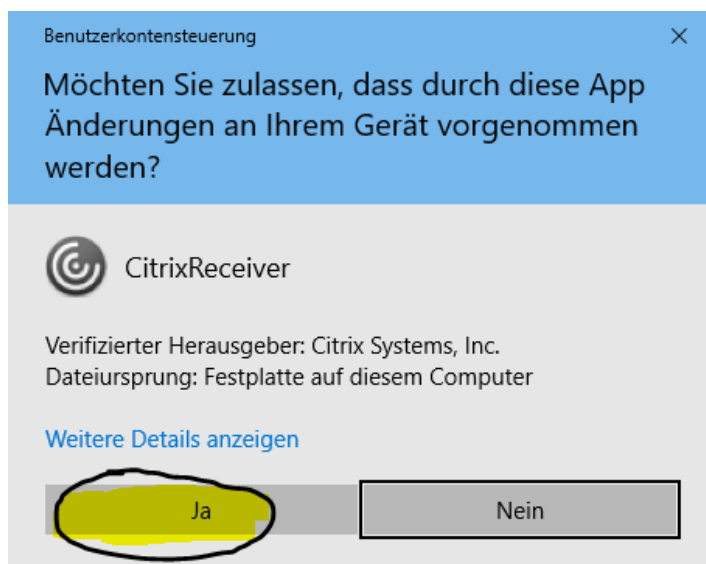 Benutzerkontensteuerung
Möchten Sie zulassen, dass durch diese App
Änderungen an Ihrem Gerät vorgenommen
werden?
CitrixReceiver
Verifizierter Herausgeber: Citrix Systems, Inc.
Dateiursprung: Festplatte auf diesem Computer
Weitere Details anzeigen
Ja
Nein